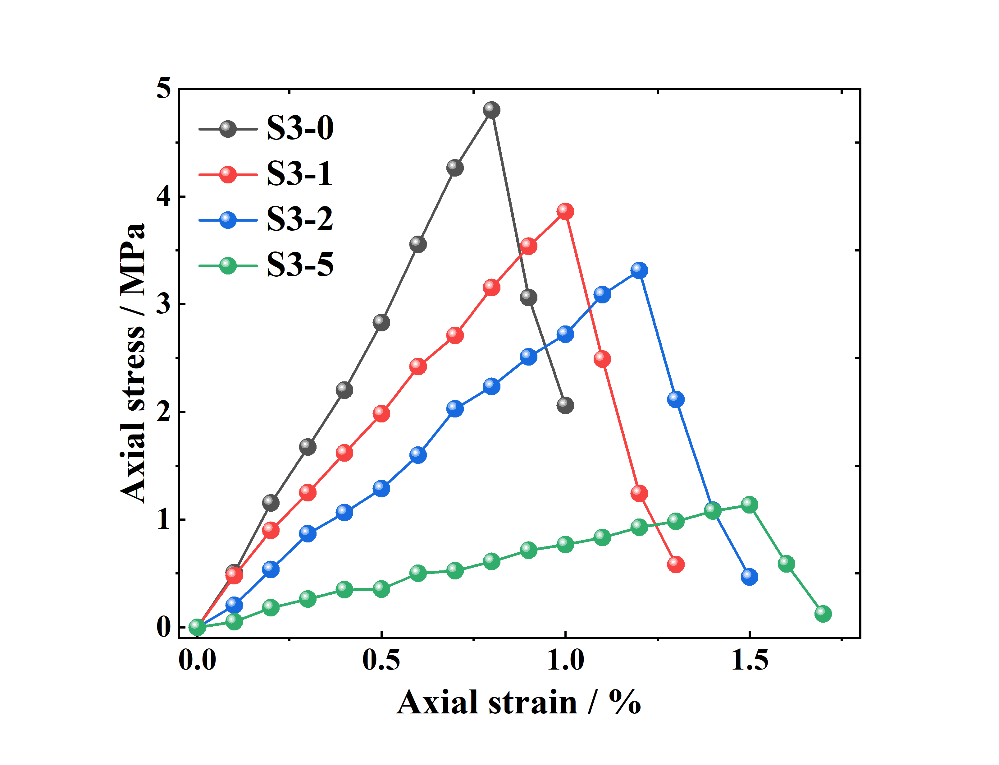 5
4
3
2
1
0
Axial stress / MPa
S3-0
S3-1
S3-2
S3-5
0.0 0.5 1.0 1.5
Axial strain / %